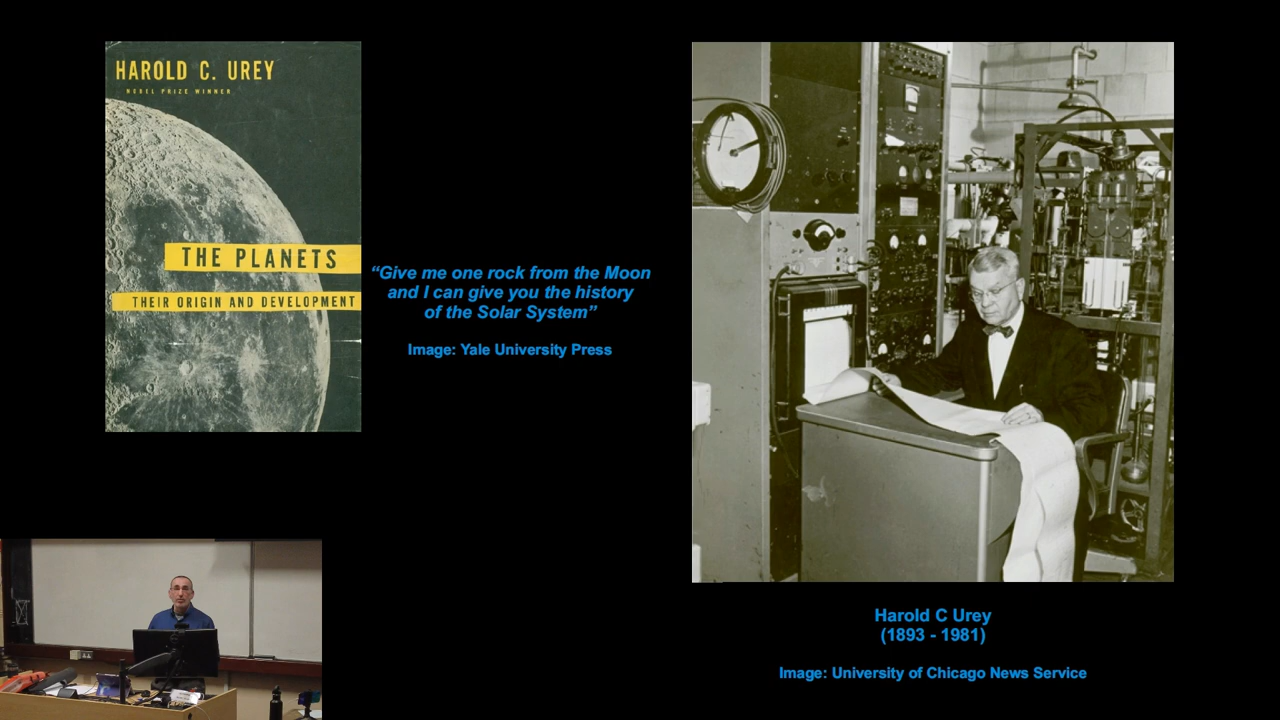 HAROLD C. UREY
NOBEL PRIZE WINNER
THE PLANETS
THEIR ORIGIN AND DEVELOPMENT
“Give me one rock from the Moon
and I can give you the history
of the Solar System”
Image: Yale University Press
Harold C Urey
(1893 - 1981)
Image: University of Chicago News Service